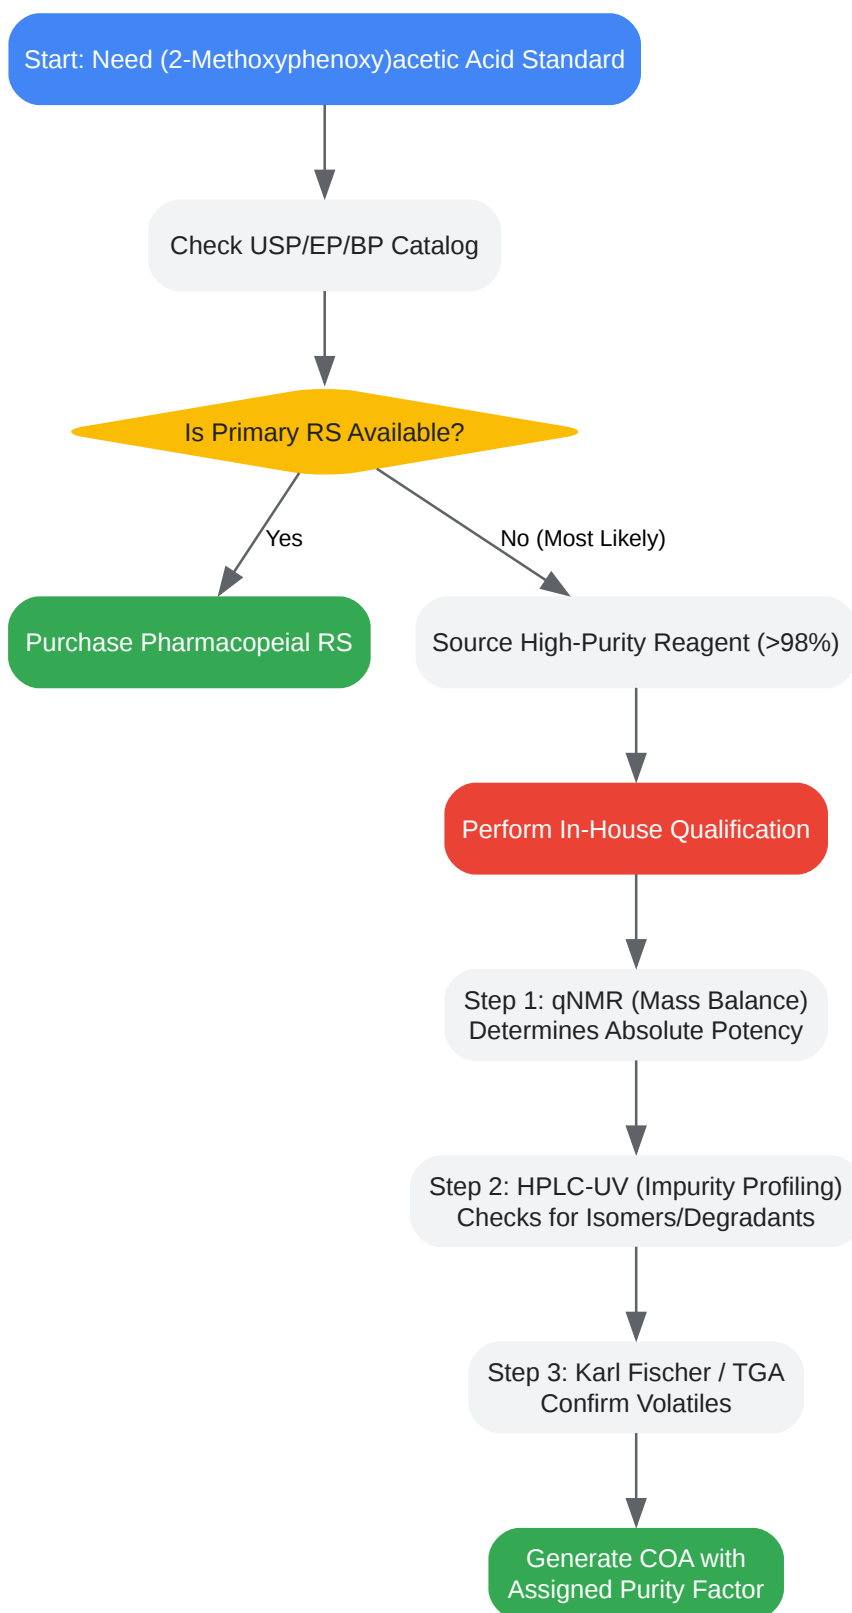 Start: Need (2-Methoxyphenoxy)acetic Acid Standard
Check USP/EP/BP Catalog
Is Primary RS Available?
Yes
No (Most Likely)
Purchase Pharmacopeial RS
Source High-Purity Reagent (>98%)
Perform In-House Qualification
Step 1: qNMR (Mass Balance)
Determines Absolute Potency
Step 2: HPLC-UV (Impurity Profiling)
Checks for Isomers/Degradants
Step 3: Karl Fischer / TGA
Confirm Volatiles
Generate COA with
Assigned Purity Factor